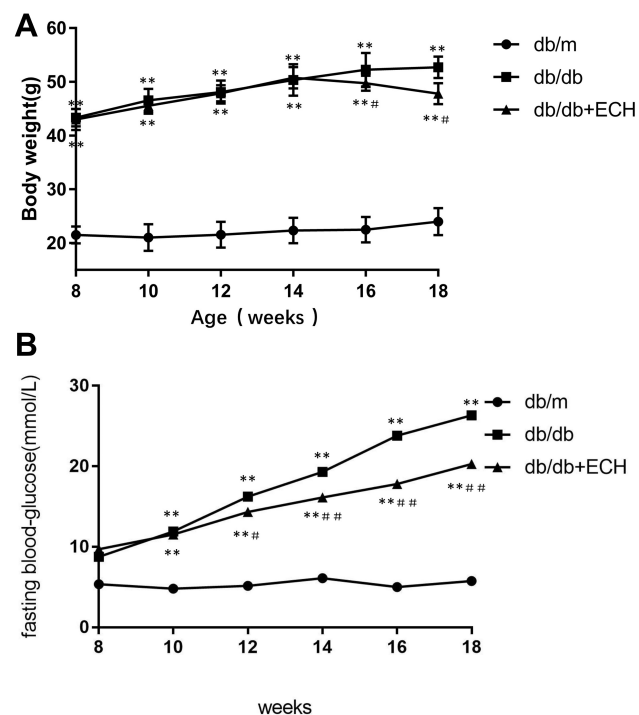 A
Body weight(g)
60
50
40
30
20
** ** ** ** ** **
** ** ** ** **# **#
8 10 12 14 16 18
Age ( weeks )
db/m
db/db
db/db+ECH
B
fasting blood-glucose(mmol/L)
30
20
10
0
** ** ** ** **
** **# **## **## **##
8 10 12 14 16 18
weeks
db/m
db/db
db/db+ECH